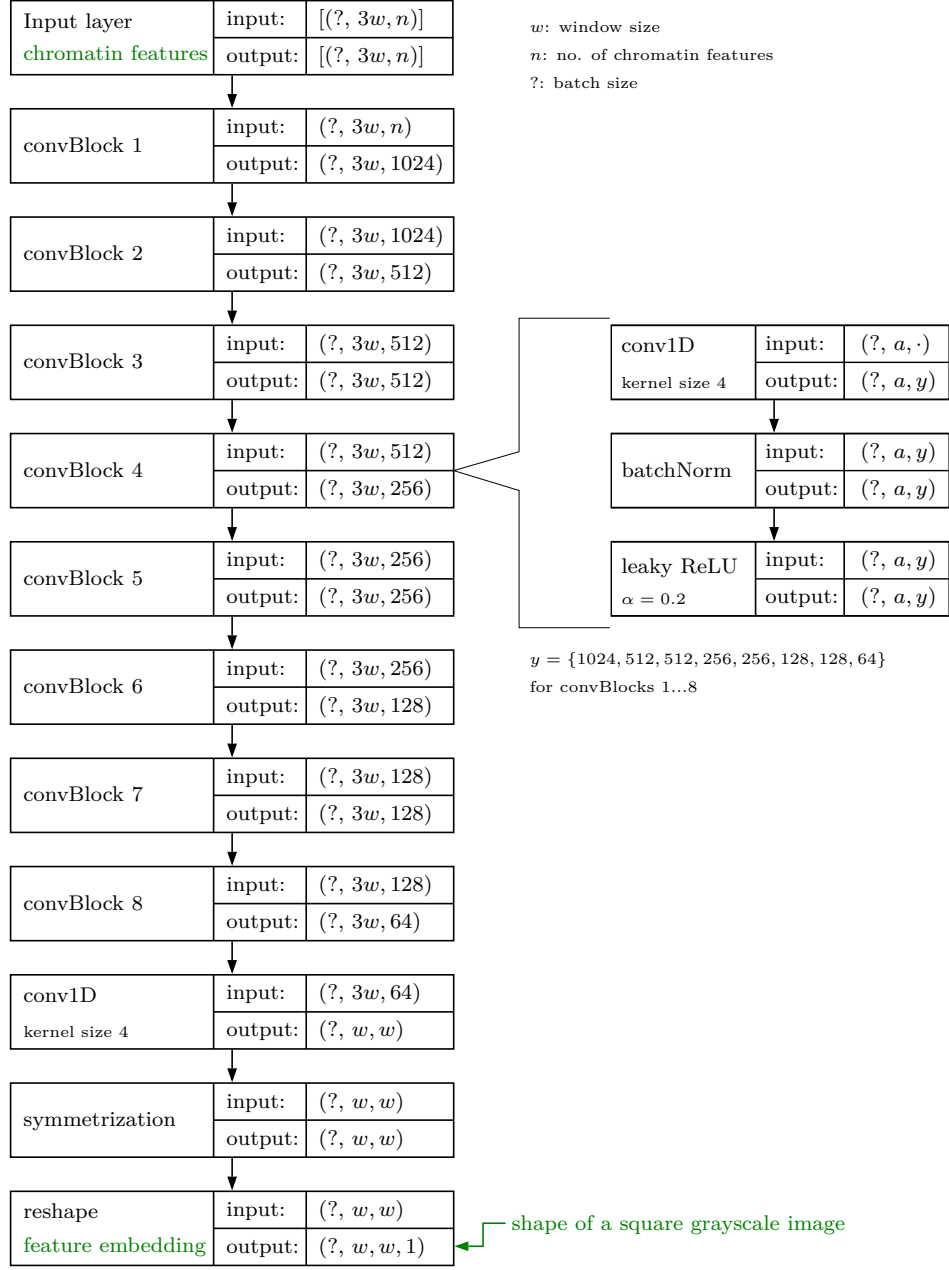 Input layer
chromatin features
input: [(?, 3w, n)]
output: [(?, 3w, n)]
w: window size
n: no. of chromatin features
?: batch size
convBlock 1
input: (?, 3w, n)
output: (?, 3w, 1024)
convBlock 2
input: (?, 3w, 1024)
output: (?, 3w, 512)
convBlock 3
input: (?, 3w, 512)
output: (?, 3w, 512)
convBlock 4
input: (?, 3w, 512)
output: (?, 3w, 256)
convBlock 5
input: (?, 3w, 256)
output: (?, 3w, 256)
convBlock 6
input: (?, 3w, 256)
output: (?, 3w, 128)
convBlock 7
input: (?, 3w, 128)
output: (?, 3w, 128)
convBlock 8
input: (?, 3w, 128)
output: (?, 3w, 64)
conv1D
kernel size 4
input: (?, 3w, 64)
output: (?, w, w)
symmetrization
input: (?, w, w)
output: (?, w, w)
reshape
feature embedding
input: (?, w, w)
output: (?, w, w, 1)
shape of a square grayscale image
conv1D
kernel size 4
input: (?, a, ·)
output: (?, a, y)
batchNorm
input: (?, a, y)
output: (?, a, y)
leaky ReLU
α = 0.2
input: (?, a, y)
output: (?, a, y)
y = {1024, 512, 512, 256, 256, 128, 128, 64}
for convBlocks 1...8